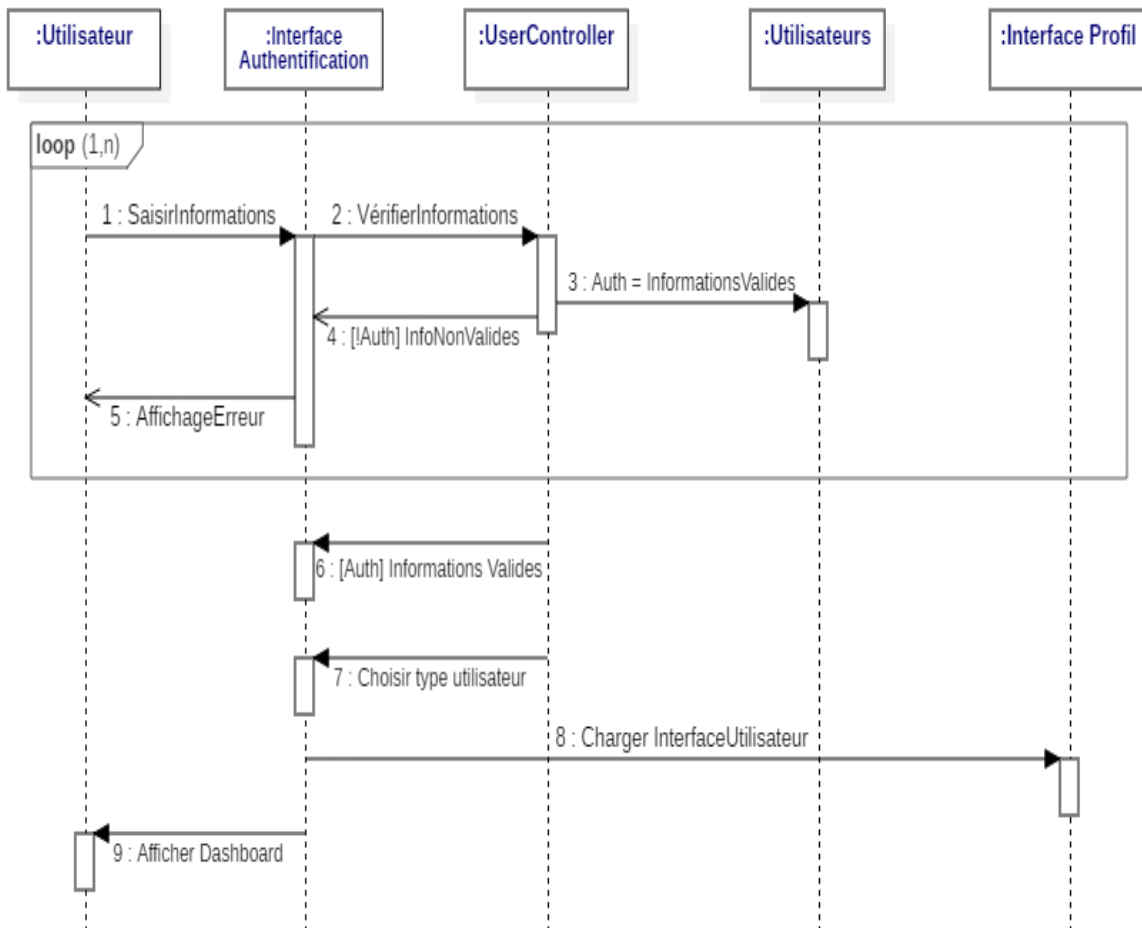 :Utilisateur
:Interface
Authentification
:UserController
:Utilisateurs
:Interface Profil
loop (1,n)
1 : SaisirInformations
2 : VérifierInformations
3 : Auth = InformationsValides
4 : [!Auth] InfoNonValides
5 : AffichageErreur
6 : [Auth] Informations Valides
7 : Choisir type utilisateur
8 : Charger InterfaceUtilisateur
9 : Afficher Dashboard